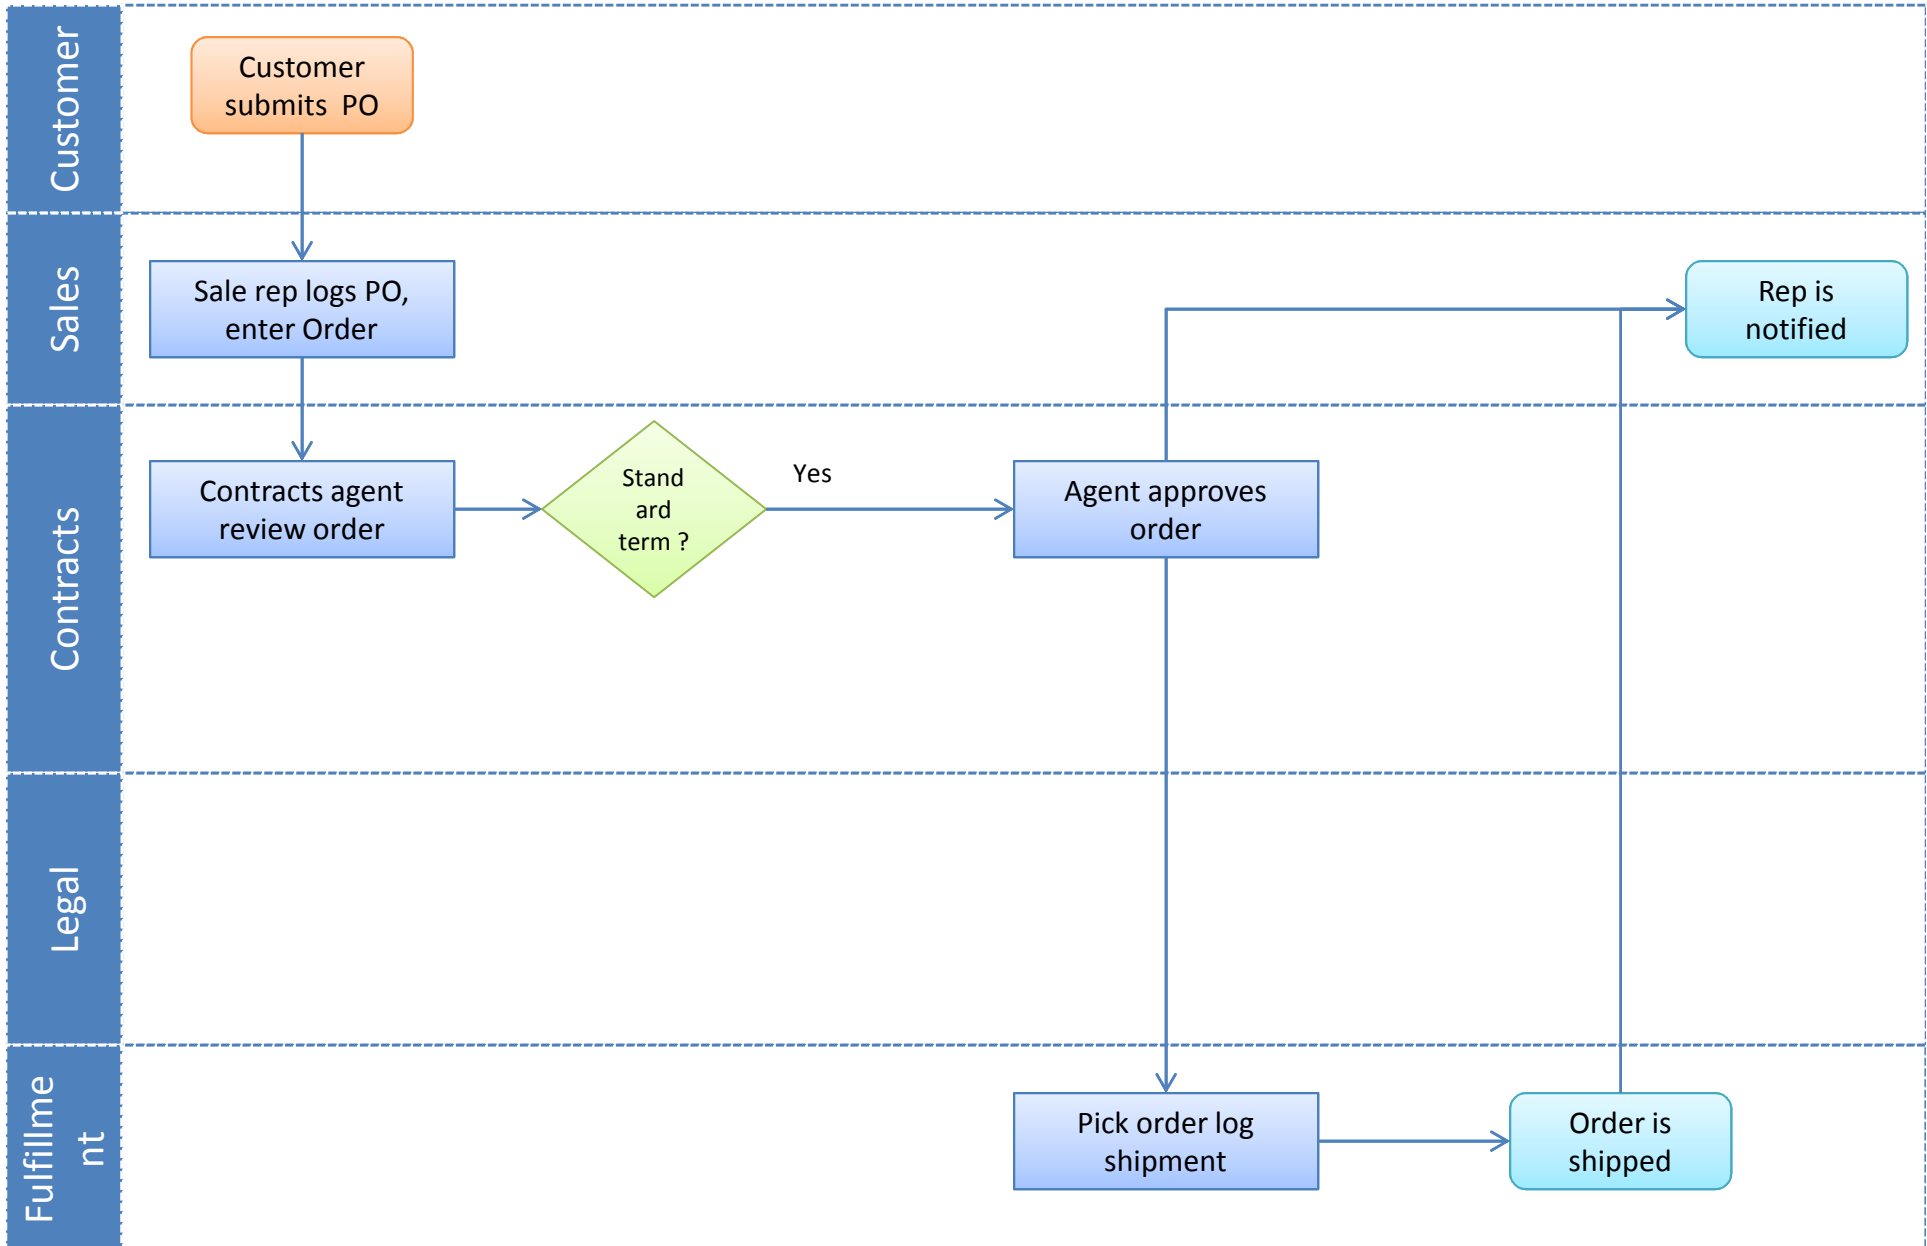 Customer
Customer
submits  PO
Sales
Sale rep logs PO,
enter Order
Rep is
notified
Contracts
Contracts agent
review order
Stand
ard
term ?
Yes
Agent approves
order
Legal
Fulfillme
nt
Pick order log
shipment
Order is
shipped